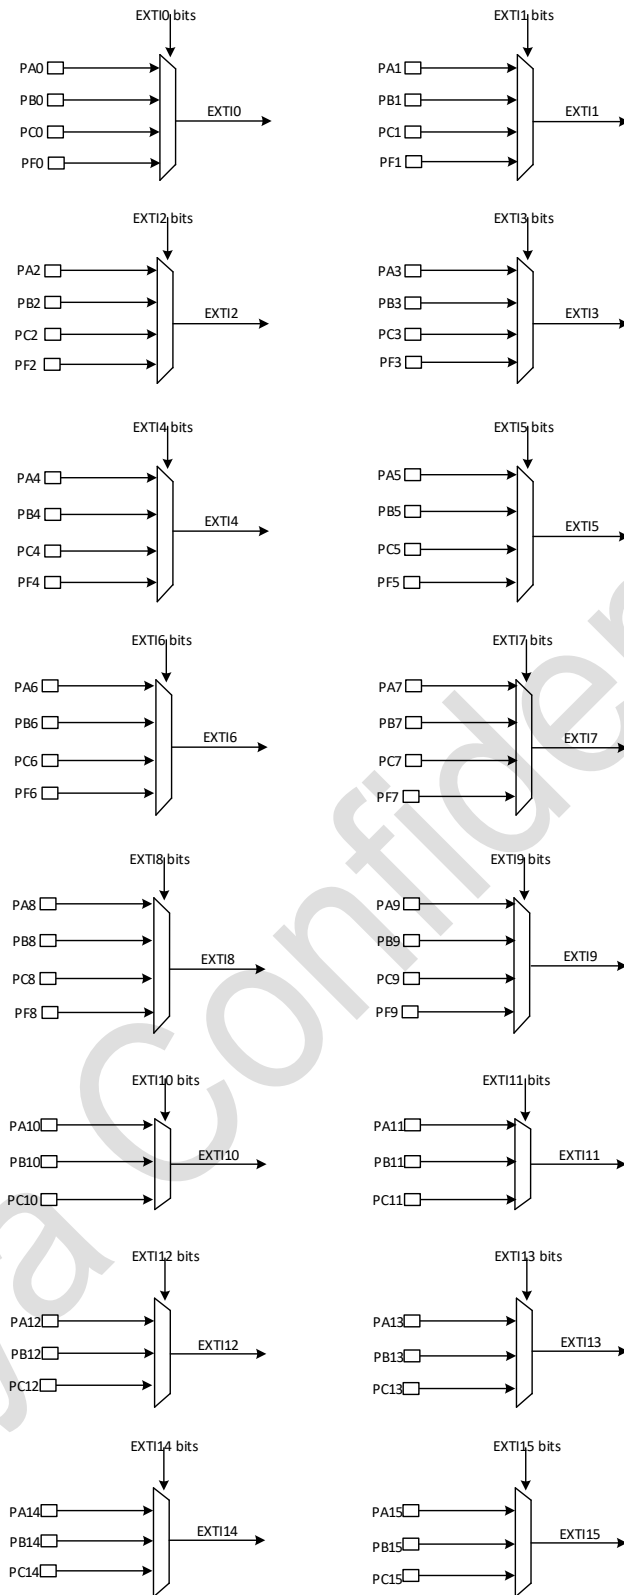 EXTI0 bits
PA0
PB0
PC0
PF0
EXTI0
EXTI1 bits
PA1
PB1
PC1
PF1
EXTI1
EXTI2 bits
PA2
PB2
PC2
PF2
EXTI2
EXTI3 bits
PA3
PB3
PC3
PF3
EXTI3
EXTI4 bits
PA4
PB4
PC4
PF4
EXTI4
EXTI5 bits
PA5
PB5
PC5
PF5
EXTI5
EXTI6 bits
PA6
PB6
PC6
PF6
EXTI6
EXTI7 bits
PA7
PB7
PC7
PF7
EXTI7
EXTI8 bits
PA8
PB8
PC8
PF8
EXTI8
EXTI9 bits
PA9
PB9
PC9
PF9
EXTI9
EXTI10 bits
PA10
PB10
PC10
EXTI10
EXTI11 bits
PA11
PB11
PC11
EXTI11
EXTI12 bits
PA12
PB12
PC12
EXTI12
EXTI13 bits
PA13
PB13
PC13
EXTI13
EXTI14 bits
PA14
PB14
PC14
EXTI14
EXTI15 bits
PA15
PB15
PC15
EXTI15